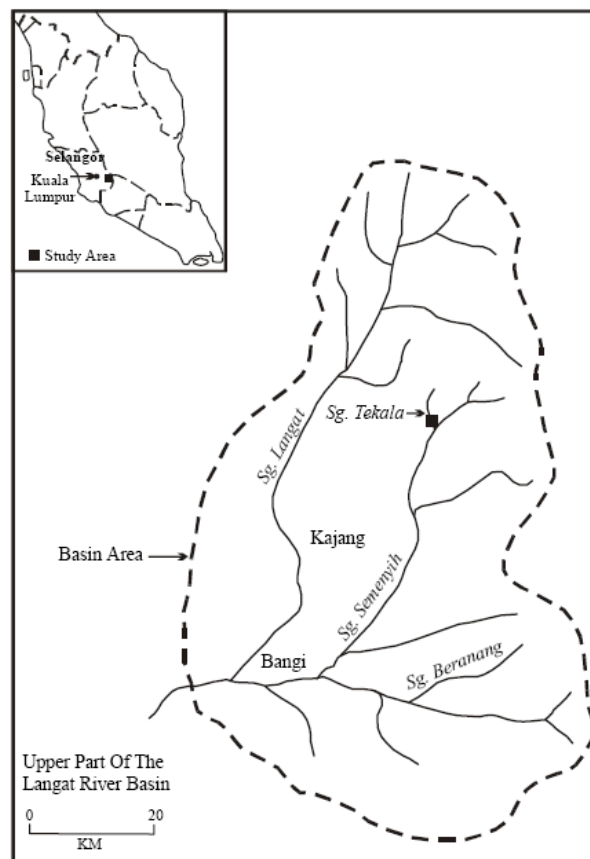 Selangor
Kuala
Lumpur
Study Area
Sg. Tekala
Sg. Langat
Kajang
Basin Area
Sg. Semenyih
Bangi
Sg. Beranang
Upper Part Of The
Langat River Basin
0 20
KM